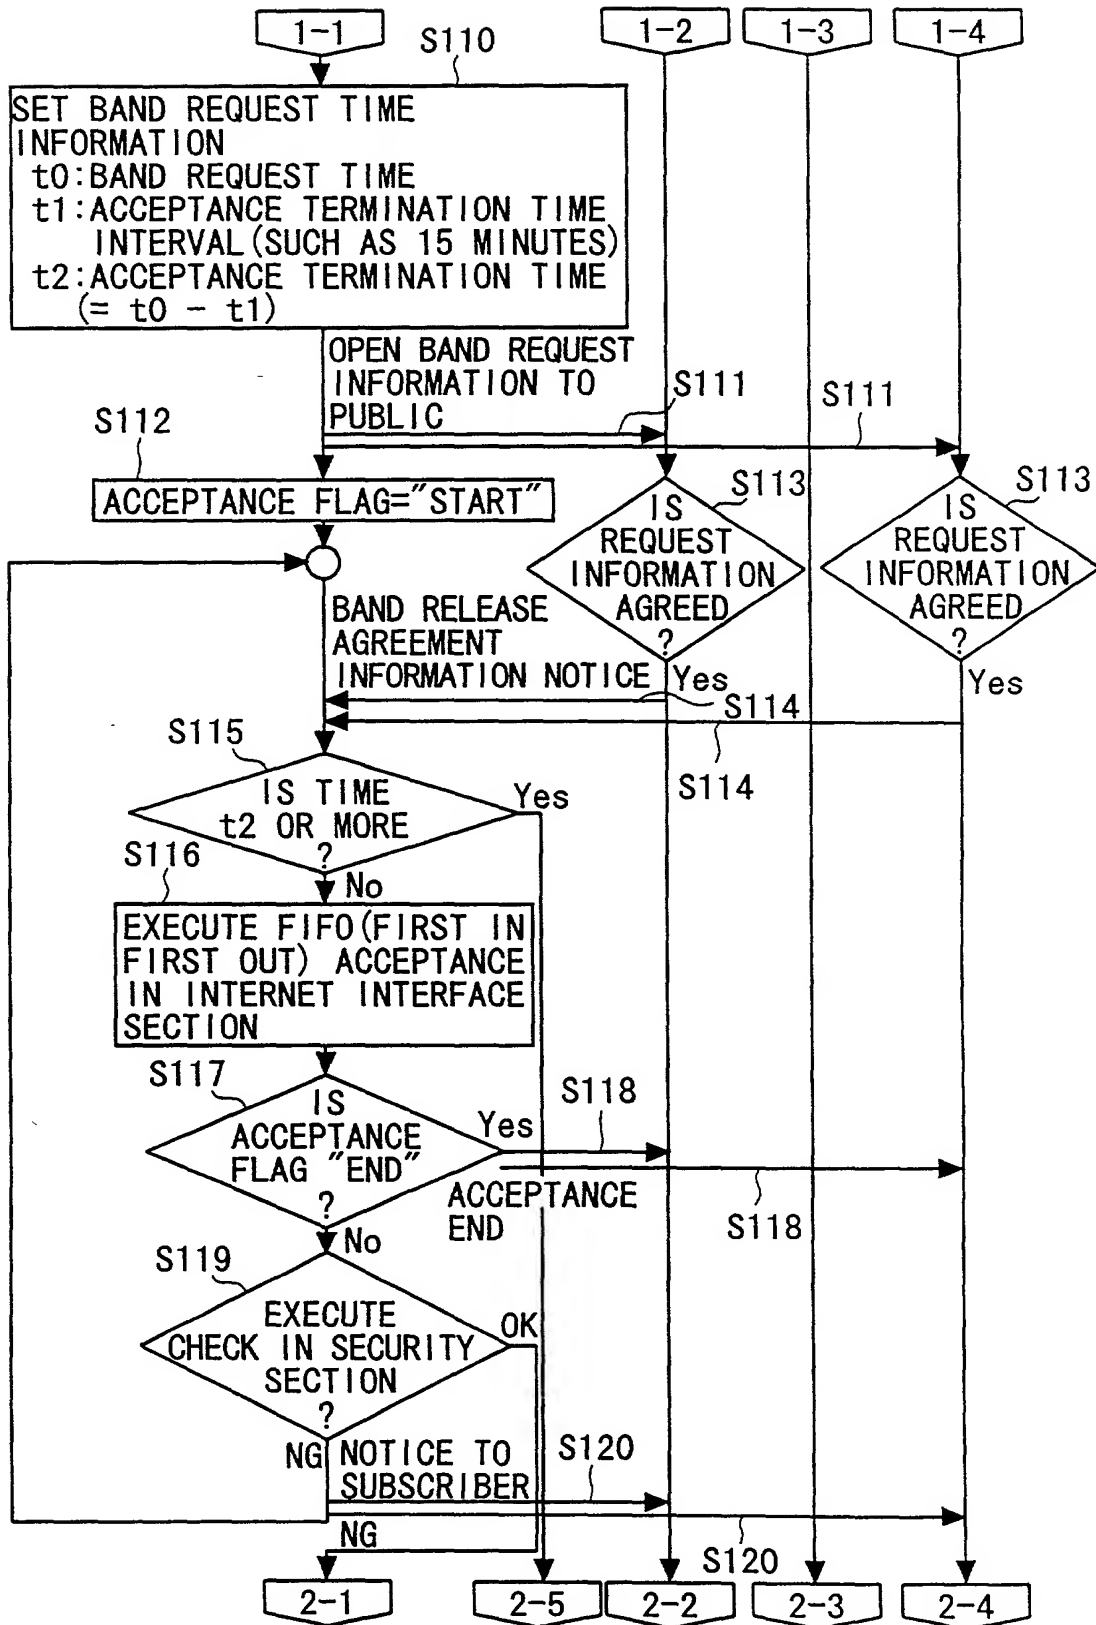 1-1
1-2
1-3
1-4
S110
SET BAND REQUEST TIME
INFORMATION
t0:BAND REQUEST TIME
t1:ACCEPTANCE TERMINATION TIME
INTERVAL(SUCH AS 15 MINUTES)
t2:ACCEPTANCE TERMINATION TIME
(= t0 - t1)
OPEN BAND REQUEST
INFORMATION TO
PUBLIC
S111
S111
S112
ACCEPTANCE FLAG="START"
S113
IS
REQUEST
INFORMATION
AGREED
?
S113
IS
REQUEST
INFORMATION
AGREED
?
BAND RELEASE
AGREEMENT
INFORMATION NOTICE
Yes
Yes
S114
S114
S115
IS TIME
t2 OR MORE
?
Yes
No
S116
EXECUTE FIFO(FIRST IN
FIRST OUT) ACCEPTANCE
IN INTERNET INTERFACE
SECTION
S117
IS
ACCEPTANCE
FLAG "END"
?
Yes
S118
ACCEPTANCE
END
S118
No
S119
EXECUTE
CHECK IN SECURITY
SECTION
?
OK
NG
NOTICE TO
SUBSCRIBER
S120
NG
S120
2-1
2-5
2-2
2-3
2-4